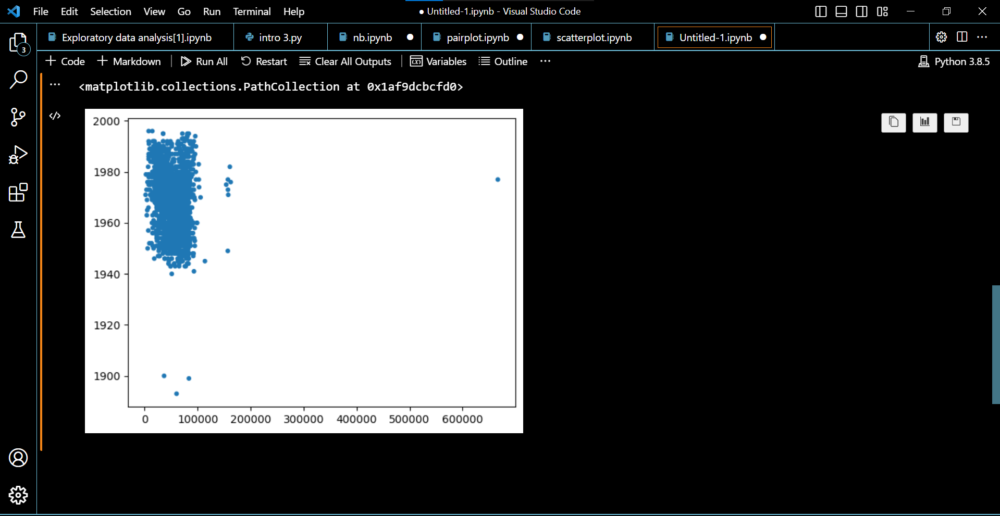 File Edit Selection View Go Run Terminal Help
● Untitled-1.ipynb - Visual Studio Code
3
Exploratory data analysis[1].ipynb
intro 3.py
nb.ipynb ●
pairplot.ipynb ●
scatterplot.ipynb
Untitled-1.ipynb ●
+ Code + Markdown | Run All Restart Clear All Outputs | Variables Outline ···
Python 3.8.5
<matplotlib.collections.PathCollection at 0x1af9dcbcfd0>
2000
1980
1960
1940
1920
1900
0 100000 200000 300000 400000 500000 600000